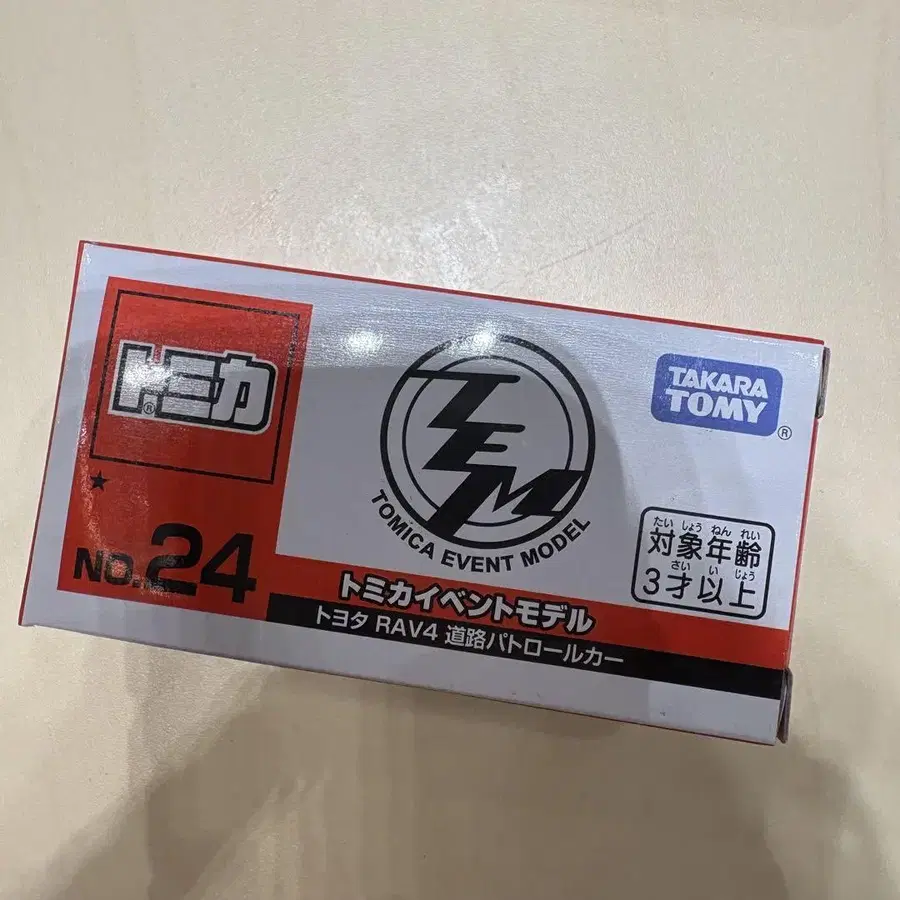 トミカ
®
NO.24
TEM
TOMICA EVENT MODEL
トミカイベントモデル
トヨタ RAV4 道路パトロールカー
TAKARA
TOMY
®
たいしょうねんれい
対象年齢
さいいじょう
3才以上